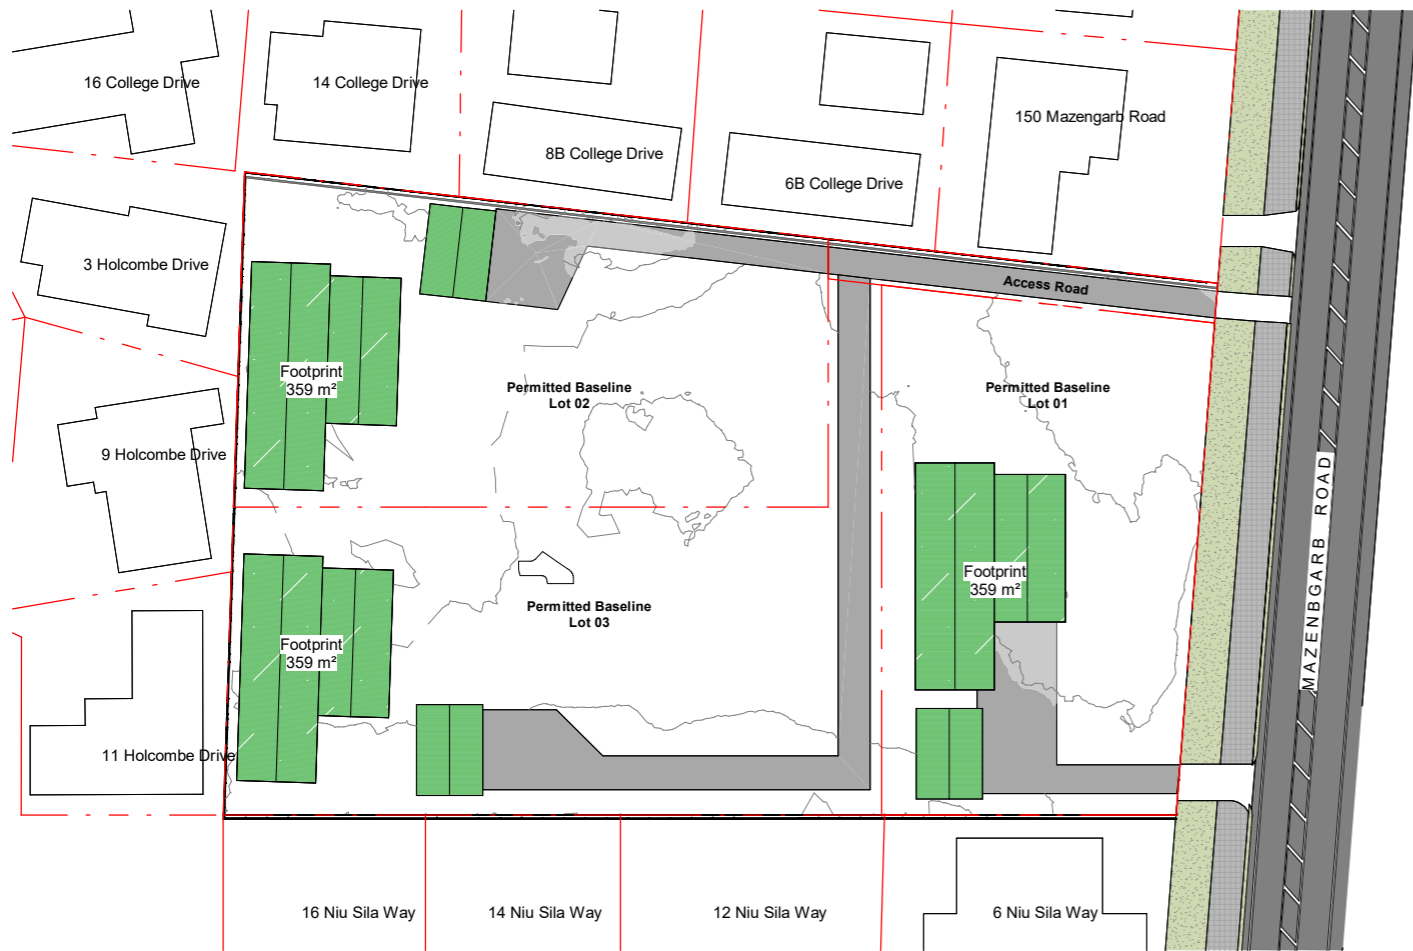 16 College Drive
14 College Drive
8B College Drive
6B College Drive
150 Mazengarb Road
3 Holcombe Drive
Access Road
Footprint
359 m²
Permitted Baseline
Lot 02
Permitted Baseline
Lot 01
9 Holcombe Drive
MAZENBGARB ROAD
Footprint
359 m²
Permitted Baseline
Lot 03
Footprint
359 m²
11 Holcombe Drive
16 Niu Sila Way
14 Niu Sila Way
12 Niu Sila Way
6 Niu Sila Way